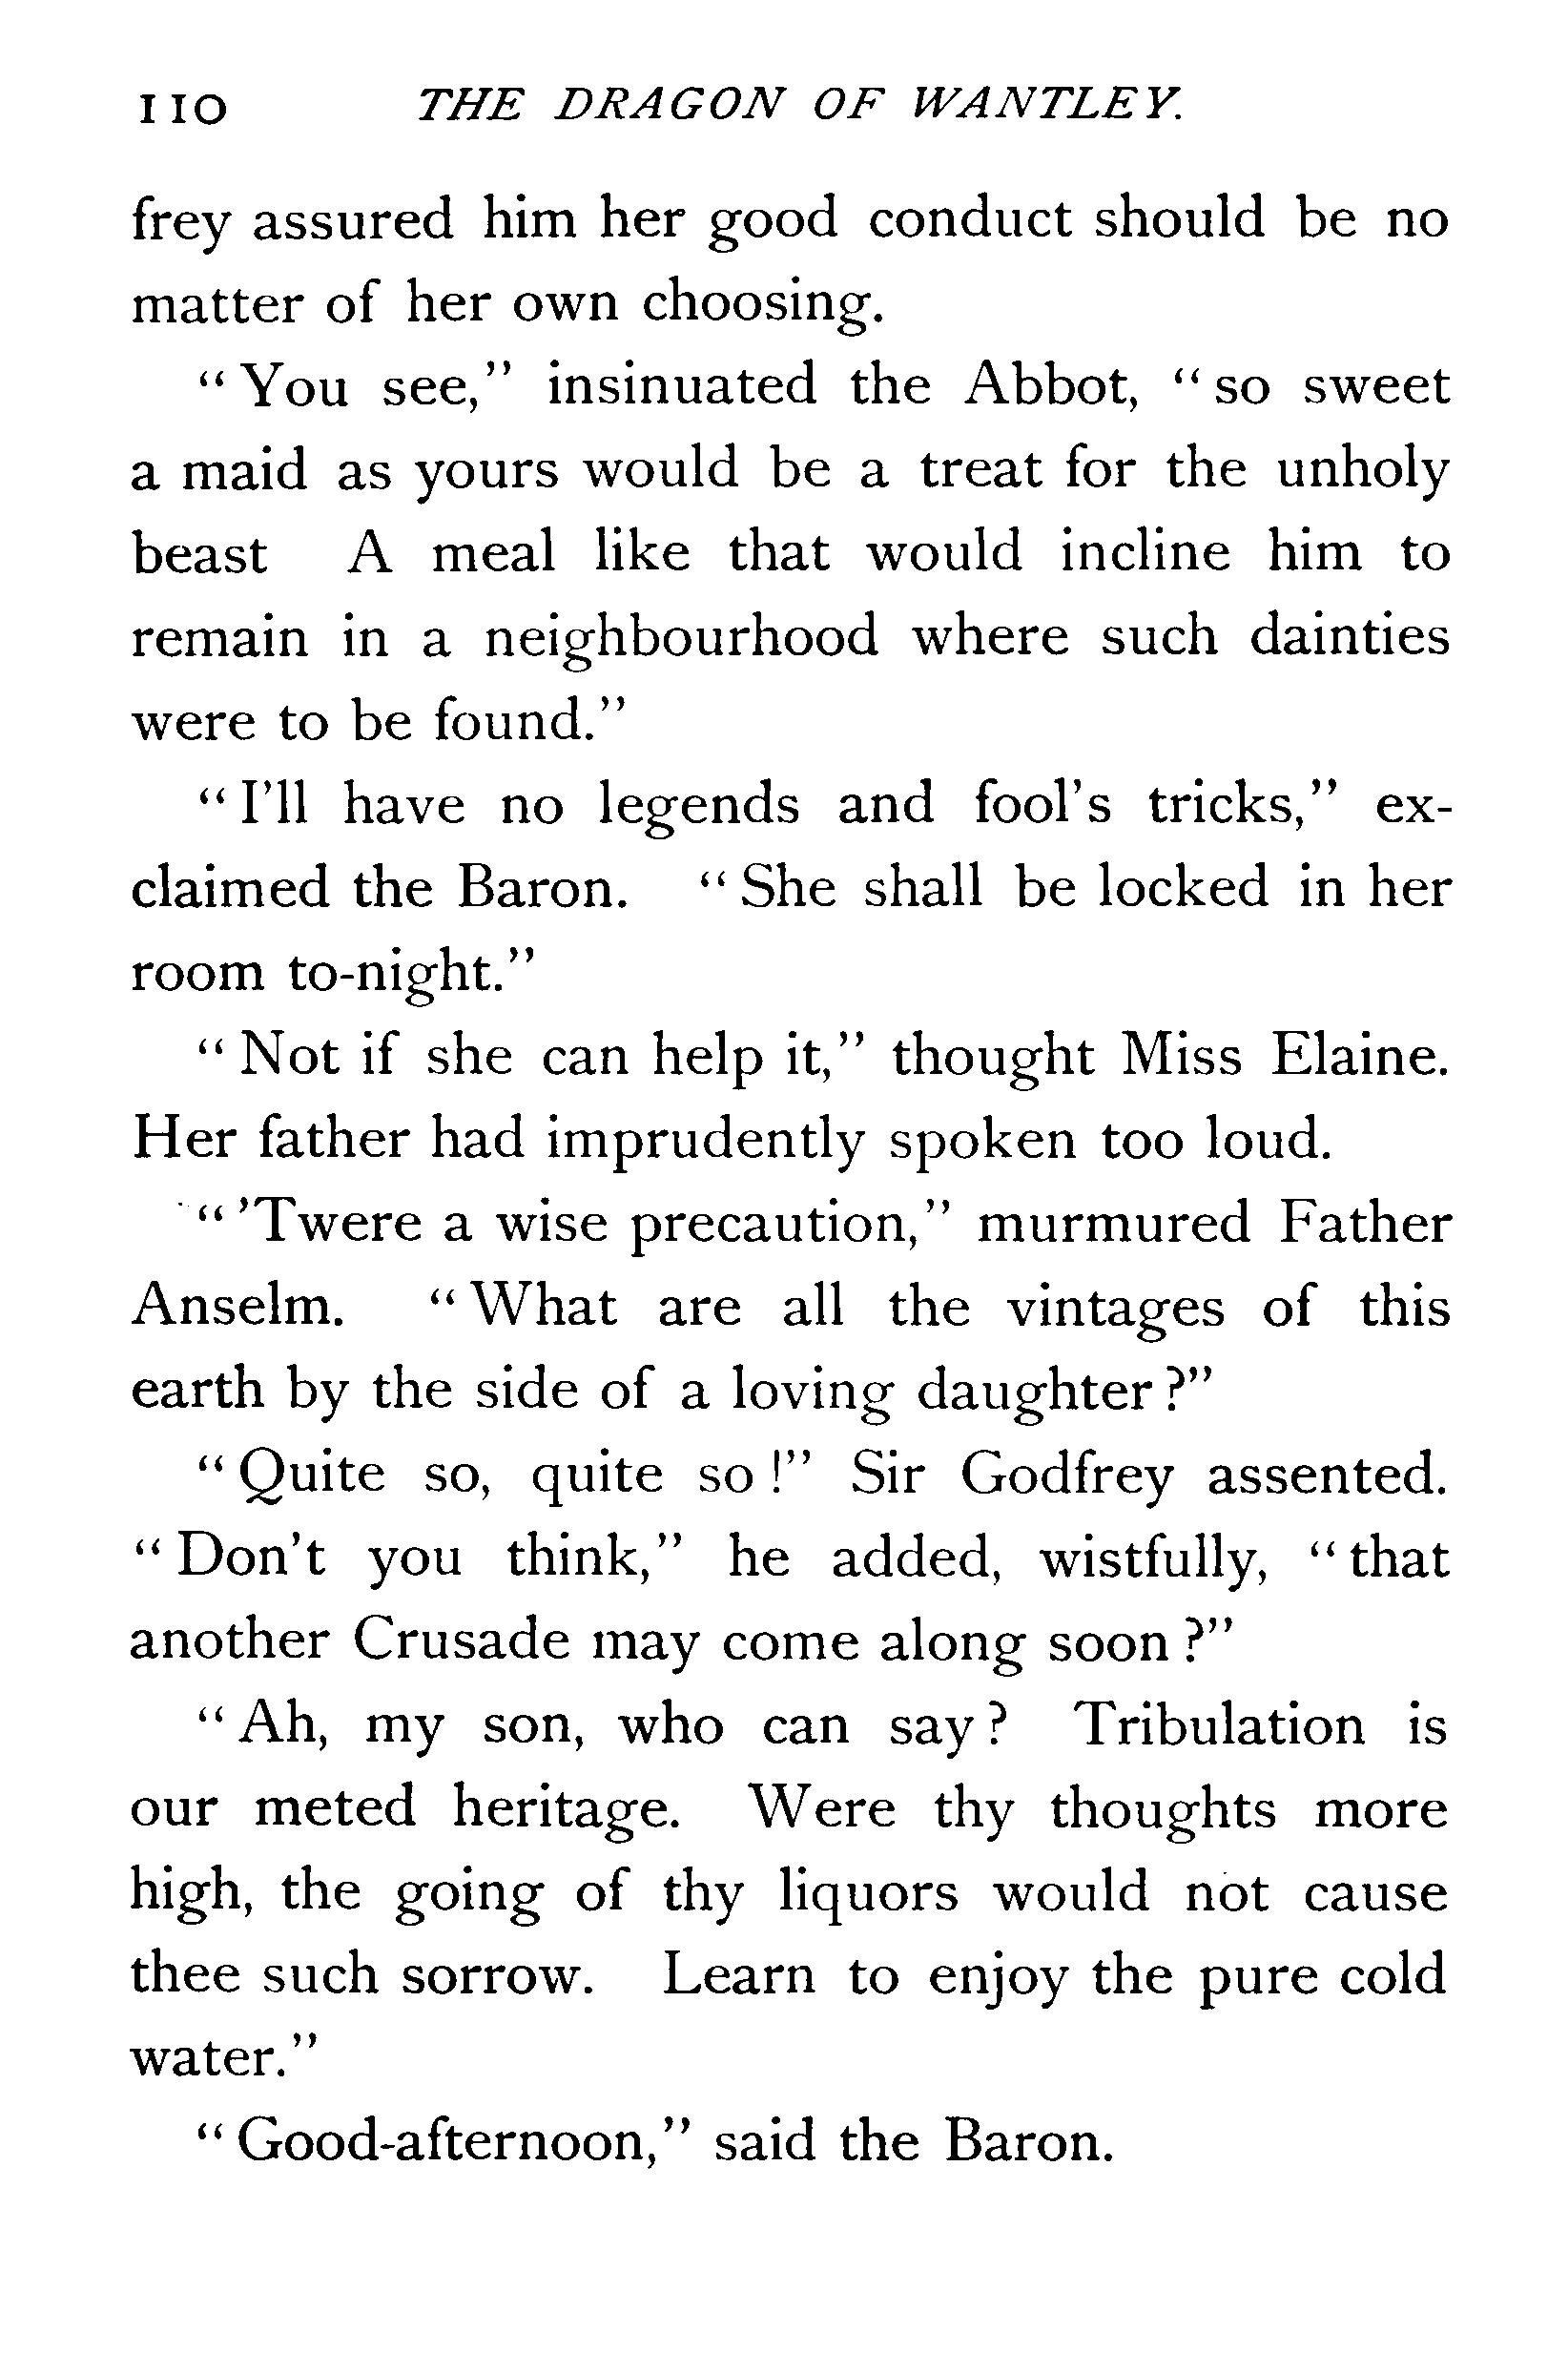 110 THE DRAGON OF WANTLEY.
frey assured him her good conduct should be no
matter of her own choosing.
“You see,” insinuated the Abbot, “so sweet
a maid as yours would be a treat for the unholy
beast A meal like that would incline him to
remain in a neighbourhood where such dainties
were to be found.”
“I’ll have no legends and fool’s tricks,” ex-
claimed the Baron. “She shall be locked in her
room to-night.”
“Not if she can help it,” thought Miss Elaine.
Her father had imprudently spoken too loud.
“’Twere a wise precaution,” murmured Father
Anselm. “What are all the vintages of this
earth by the side of a loving daughter?”
“Quite so, quite so!” Sir Godfrey assented.
“Don’t you think,” he added, wistfully, “that
another Crusade may come along soon?”
“Ah, my son, who can say? Tribulation is
our meted heritage. Were thy thoughts more
high, the going of thy liquors would not cause
thee such sorrow. Learn to enjoy the pure cold
water.”
“Good-afternoon,” said the Baron.